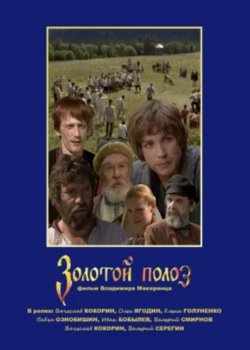 Золотой полоз
фильм Владимира Макеранца
В ролях: Вячеслав КОКОРИН, Олег ЯГОДИН, Елена ГОЛУНЕНКО
Павел ОЗНОБИШИН, Иван БОБЫЛЕВ, Валерий СМИРНОВ
Вячеслав КОКОРИН, Валерий СЕРЕГИН